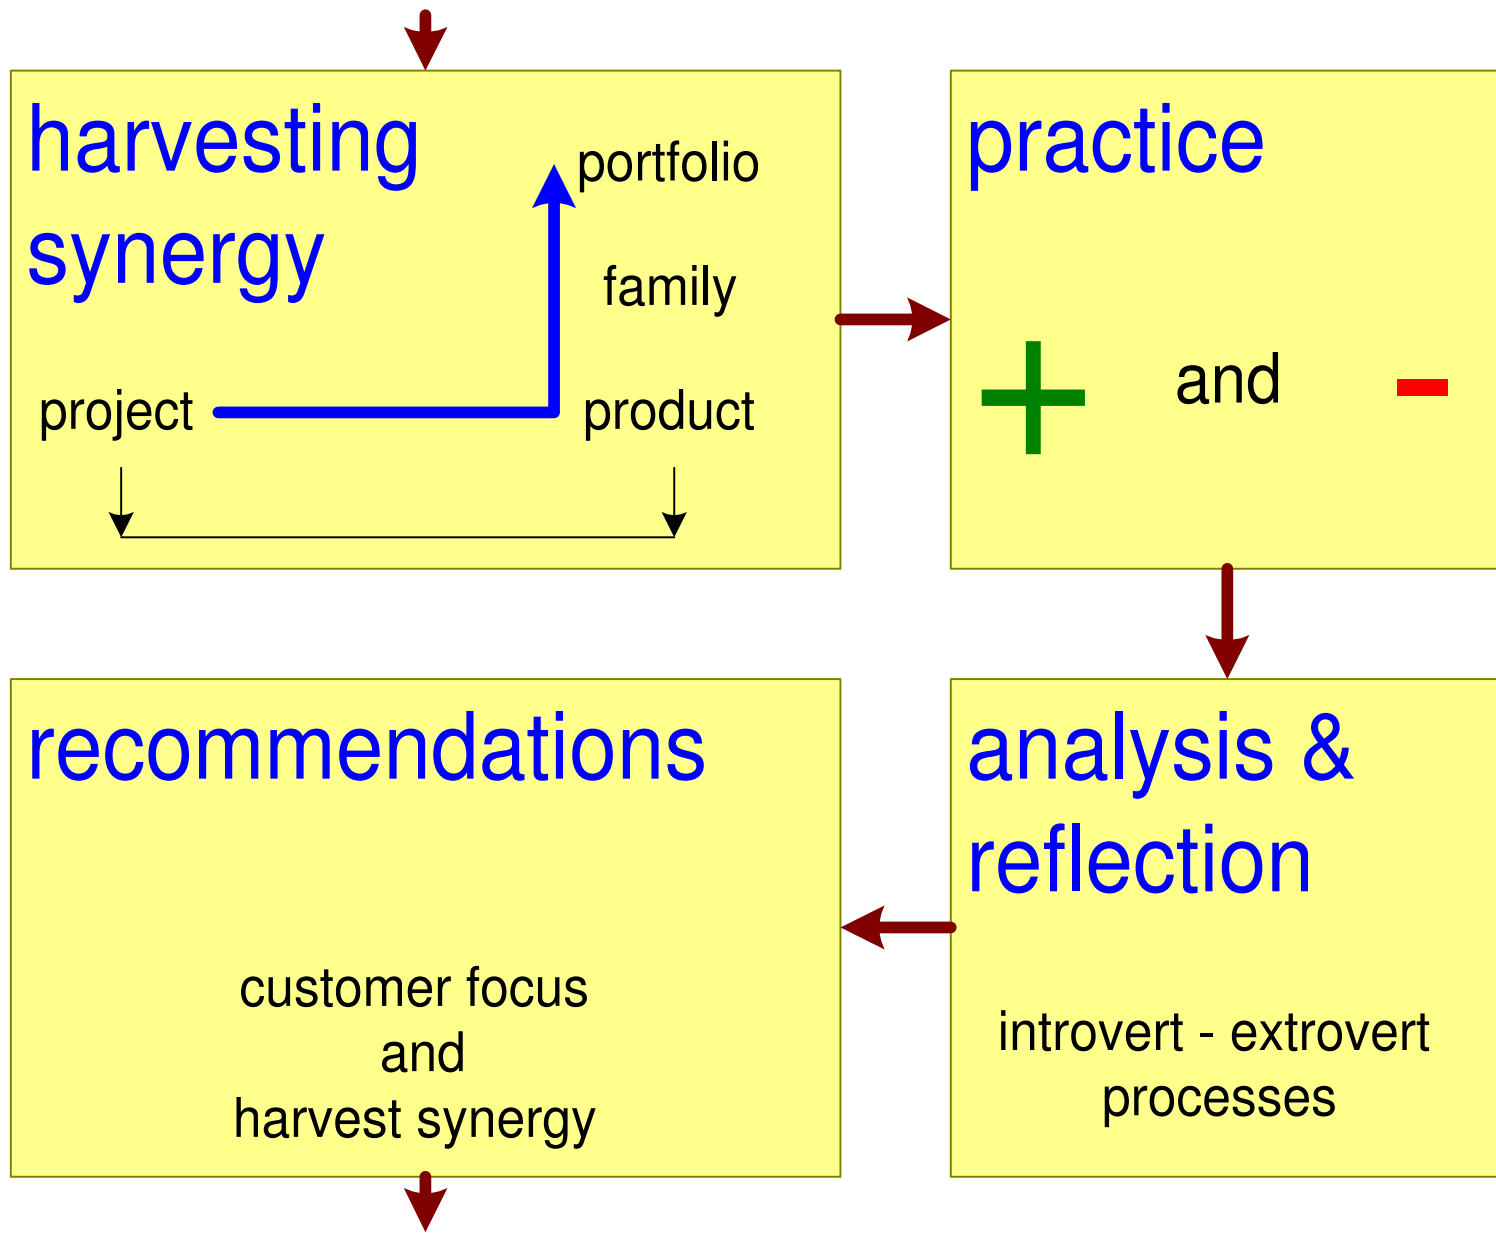 harvesting
synergy
portfolio
family
project
product
practice
+ and -
recommendations
customer focus
and
harvest synergy
analysis &
reflection
introvert - extrovert
processes